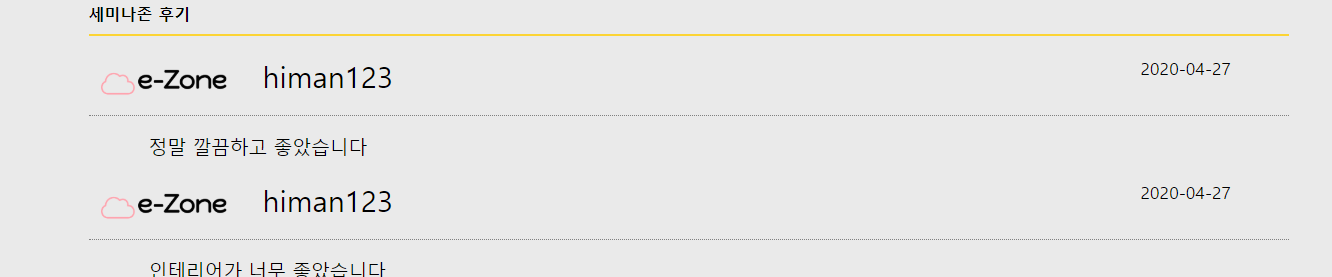 세미나존 후기
e-Zone himan123 2020-04-27
정말 깔끔하고 좋았습니다
e-Zone himan123 2020-04-27
인테리어가 너무 좋았습니다